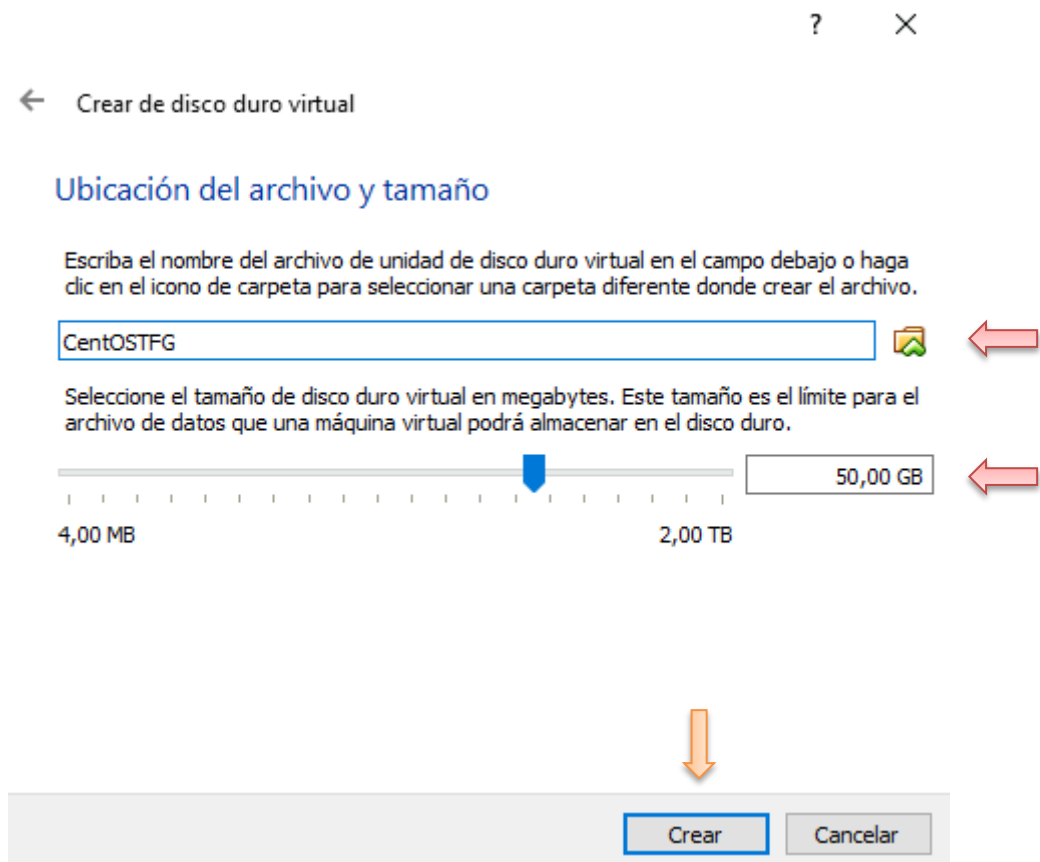 ?
Crear de disco duro virtual
Ubicación del archivo y tamaño
Escriba el nombre del archivo de unidad de disco duro virtual en el campo debajo o haga
clic en el icono de carpeta para seleccionar una carpeta diferente donde crear el archivo.
CentOSTFG
Seleccione el tamaño de disco duro virtual en megabytes. Este tamaño es el límite para el
archivo de datos que una máquina virtual podrá almacenar en el disco duro.
50,00 GB
4,00 MB 2,00 TB
Crear Cancelar